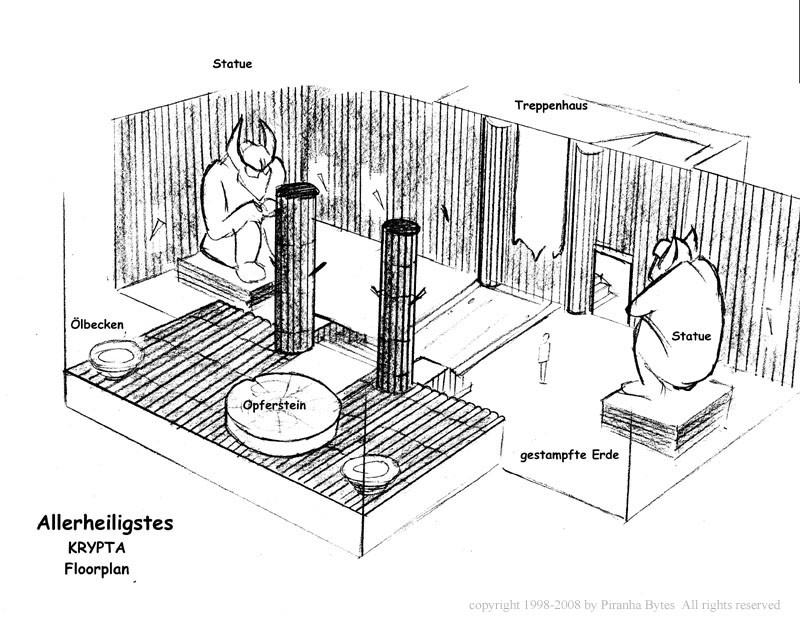 Statue
Treppenhaus
Ölbecken
Statue
Opferstein
gestampfte Erde
Allerheiligstes
KRYPTA
Floorplan
copyright 1998-2008 by Piranha Bytes All rights reserved